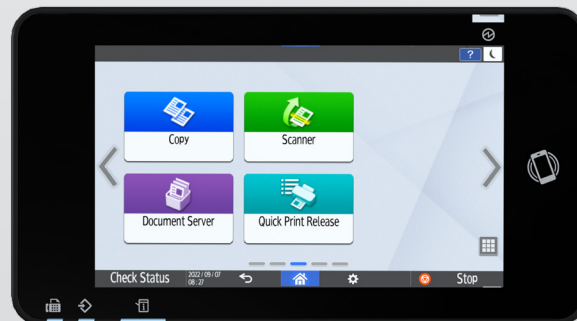 ?
Copy
Scanner
Document Server
Quick Print Release
Check Status
2022/09/07
08:27
Stop